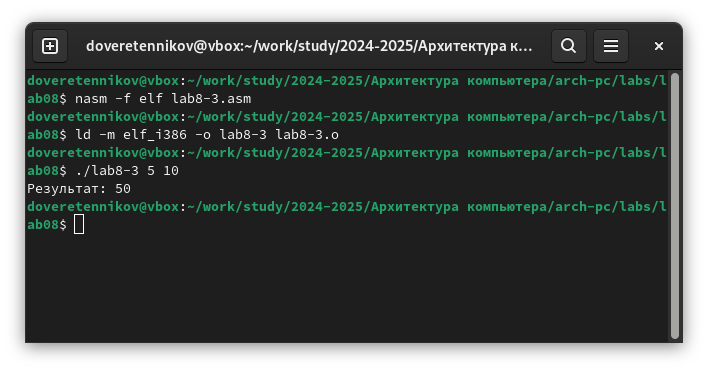 doveretennikov@vbox:~/work/study/2024-2025/Архитектура к...
doveretennikov@vbox:~/work/study/2024-2025/Архитектура компьютера/arch-pc/labs/l
ab08$ nasm -f elf lab8-3.asm
doveretennikov@vbox:~/work/study/2024-2025/Архитектура компьютера/arch-pc/labs/l
ab08$ ld -m elf_i386 -o lab8-3 lab8-3.o
doveretennikov@vbox:~/work/study/2024-2025/Архитектура компьютера/arch-pc/labs/l
ab08$ ./lab8-3 5 10
Результат: 50
doveretennikov@vbox:~/work/study/2024-2025/Архитектура компьютера/arch-pc/labs/l
ab08$